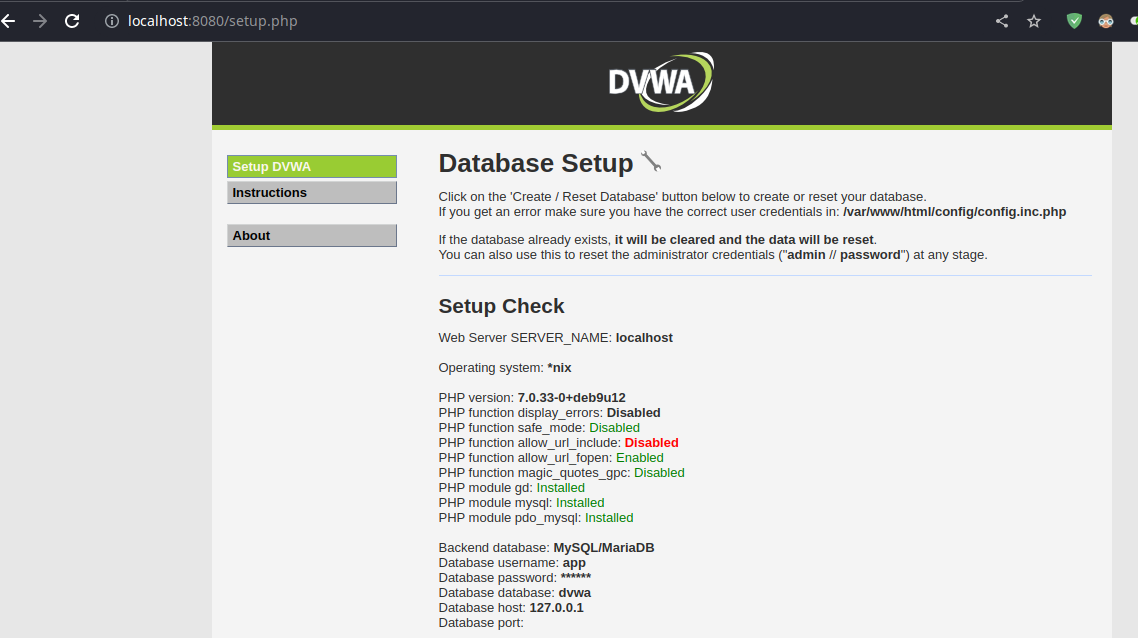 localhost:8080/setup.php
DVWA
Setup DVWA
Instructions
About
Database Setup
Click on the 'Create / Reset Database' button below to create or reset your database.
If you get an error make sure you have the correct user credentials in: /var/www/html/config/config.inc.php
If the database already exists, it will be cleared and the data will be reset.
You can also use this to reset the administrator credentials ("admin // password") at any stage.
Setup Check
Web Server SERVER_NAME: localhost
Operating system: *nix
PHP version: 7.0.33-0+deb9u12
PHP function display_errors: Disabled
PHP function safe_mode: Disabled
PHP function allow_url_include: Disabled
PHP function allow_url_fopen: Enabled
PHP function magic_quotes_gpc: Disabled
PHP module gd: Installed
PHP module mysql: Installed
PHP module pdo_mysql: Installed
Backend database: MySQL/MariaDB
Database username: app
Database password: ******
Database database: dvwa
Database host: 127.0.0.1
Database port: